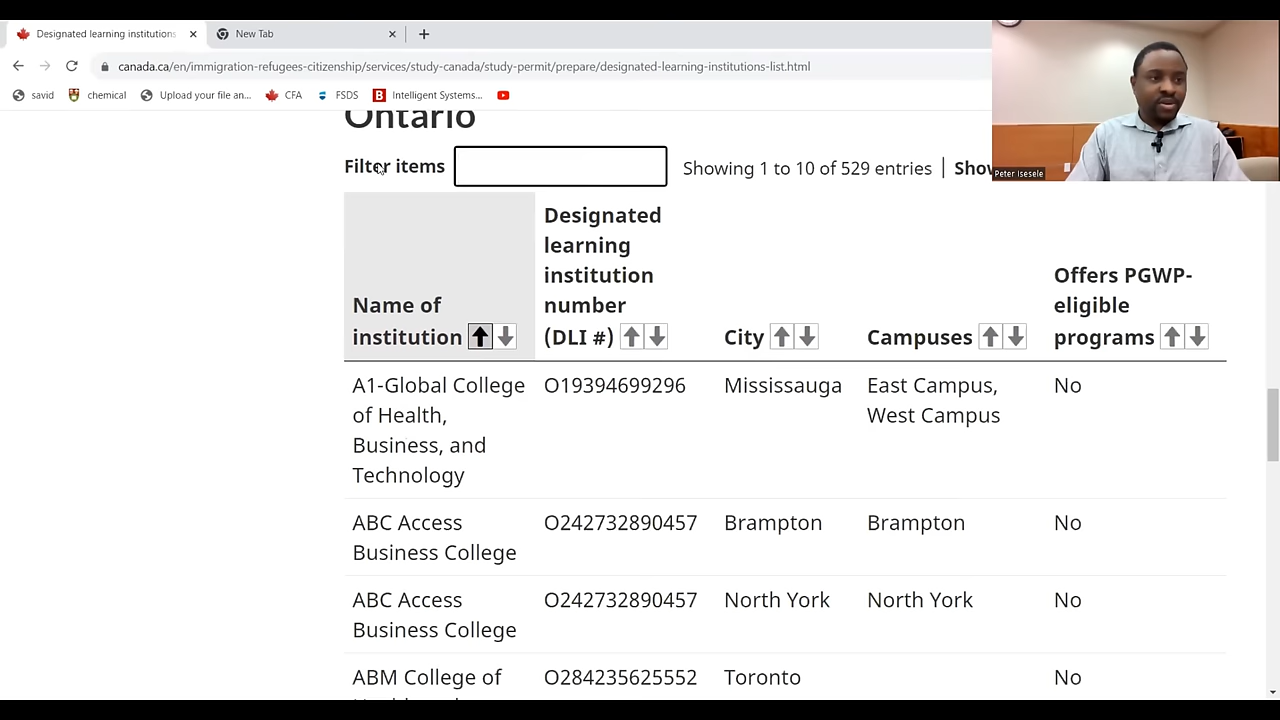 Designated learning institutions
New Tab
canada.ca/en/immigration-refugees-citizenship/services/study-canada/study-permit/prepare/designated-learning-institutions-list.html
savid
chemical
Upload your file an...
CFA
FSDS
B
Intelligent Systems...
Peter Isesele
Ontario
Filter items
Showing 1 to 10 of 529 entries | Show
Name of
institution
Designated
learning
institution
number
(DLI #)
City
Campuses
Offers PGWP-
eligible
programs
A1-Global College
of Health,
Business, and
Technology
O19394699296
Mississauga
East Campus,
West Campus
No
ABC Access
Business College
O242732890457
Brampton
Brampton
No
ABC Access
Business College
O242732890457
North York
North York
No
ABM College of
O284235625552
Toronto
No